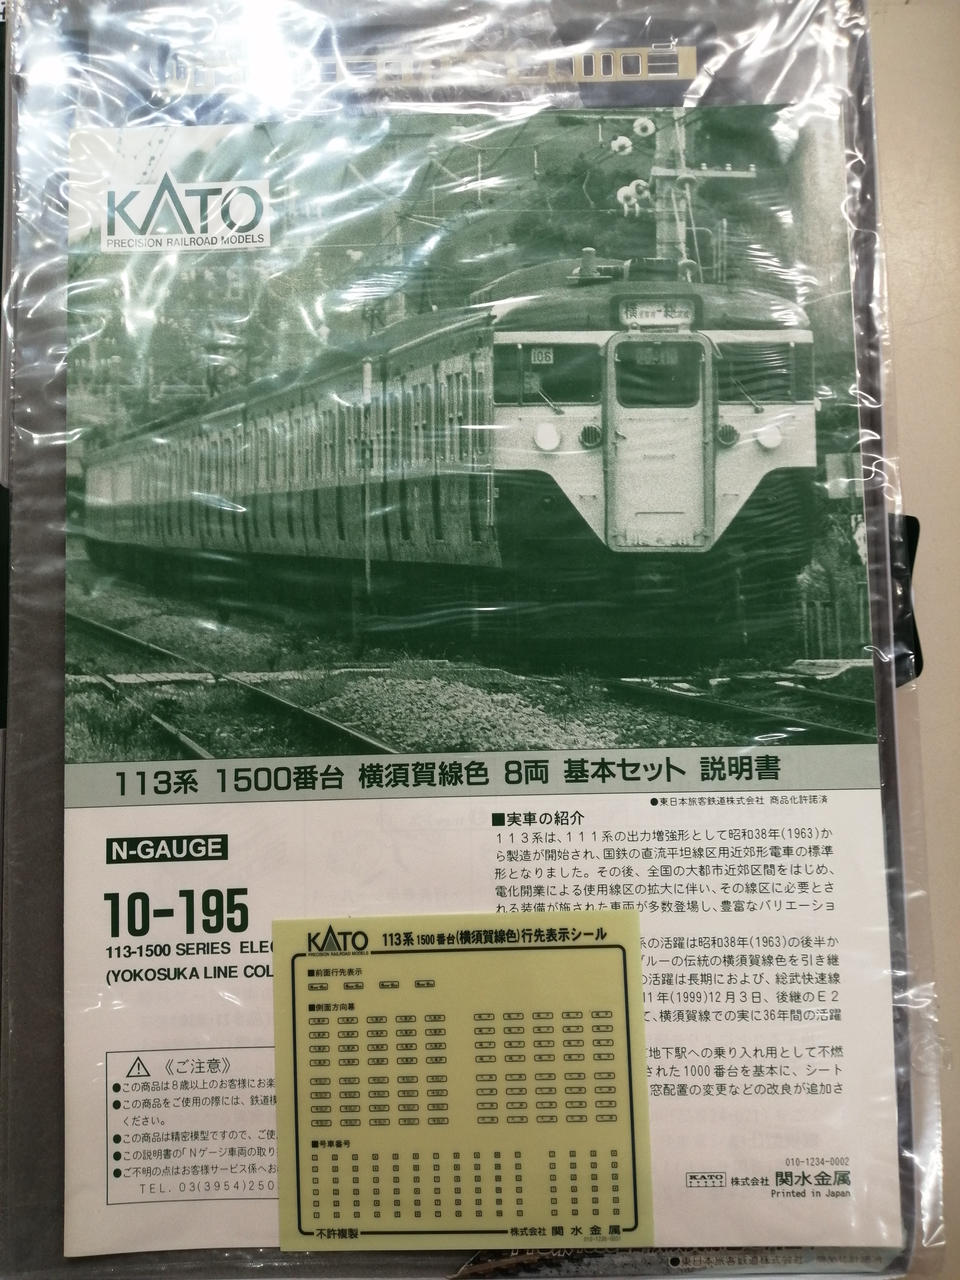 KATO
PRECISION RAILROAD MODELS
106
113系 1500番台 横須賀線色 8両 基本セット 説明書
●東日本旅客鉄道株式会社 商品化許諾済
N-GAUGE
10-195
113-1500 SERIES ELE
(YOKOSUKA LINE COL
■実車の紹介
113系は、111系の出力増強形として昭和38年(1963)か
ら製造が開始され、国鉄の直流平坦線区用近郊形電車の標準
形となりました。その後、全国の大都市近郊区間をはじめ、
電化開業による使用線区の拡大に伴い、その線区に必要とさ
れる装備が施された車両が多数登場し、豊富なバリエーショ
系の活躍は昭和38年(1963)の後半か
ブルーの伝統の横須賀線色を引き継
の活躍は長期におよび、総武快速線
11年(1999)12月3日、後継のE2
て、横須賀線での実に36年間の活躍
地下駅への乗り入れ用として不燃
された1000番台を基本に、シート
窓配置の変更などの改良が追加さ
《ご注意》
●この商品は8歳以上のお客様にお楽
●この商品をご使用の際には、鉄道模
ください。
●この商品は精密模型ですので、ご使
●この説明書の「Nゲージ車両の取り
●ご不明の点はお客様サービス係へお
TEL. 03(3954)250
010-1234-0002
KATO 株式会社 関水金属
Printed in Japan
KATO
PRECISION RAILROAD MODELS
113系1500番台(横須賀線色)行先表示シール
■前面行先表示
■側面方向幕
■号車番号
不許複製
株式会社 関水金属
●東日本旅客鉄道株式会社